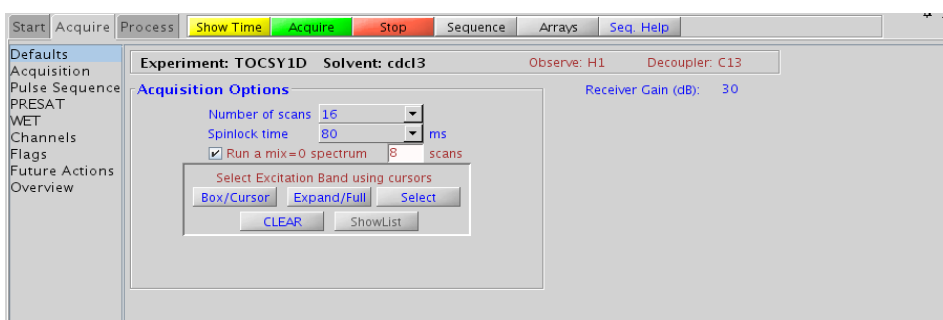 Start Acquire Process Show Time Acquire Stop Sequence Arrays Seq. Help
Defaults
Acquisition
Pulse Sequence
PRESAT
WET
Channels
Flags
Future Actions
Overview
Experiment: TOCSY1D Solvent: cdcl3 Observe: H1 Decoupler: C13
Acquisition Options Receiver Gain (dB): 30
Number of scans 16
Spinlock time 80 ms
Run a mix=0 spectrum 8 scans
Select Excitation Band using cursors
Box/Cursor Expand/Full Select
CLEAR ShowList